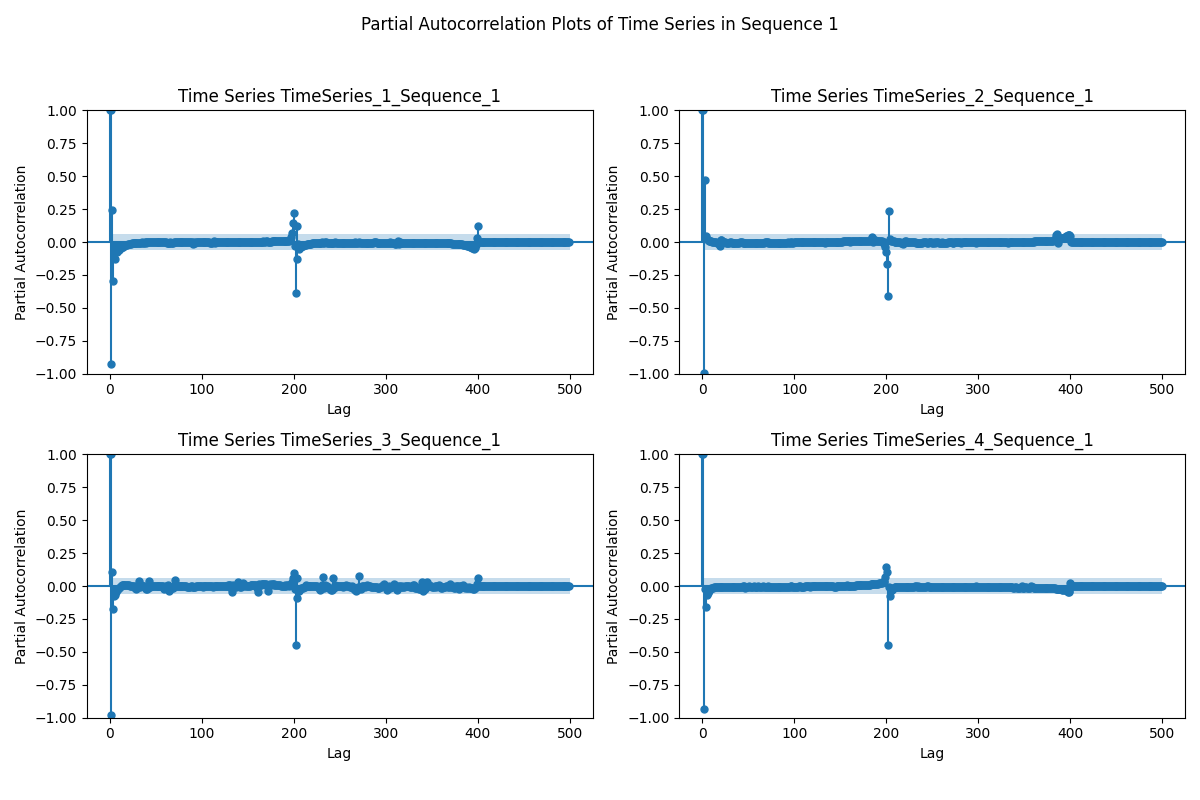 Partial Autocorrelation Plots of Time Series in Sequence 1
Time Series TimeSeries_1_Sequence_1
1.00
0.75
0.50
0.25
0.00
−0.25
−0.50
−0.75
−1.00
Partial Autocorrelation
0 100 200 300 400 500
Lag
Time Series TimeSeries_2_Sequence_1
1.00
0.75
0.50
0.25
0.00
−0.25
−0.50
−0.75
−1.00
Partial Autocorrelation
0 100 200 300 400 500
Lag
Time Series TimeSeries_3_Sequence_1
1.00
0.75
0.50
0.25
0.00
−0.25
−0.50
−0.75
−1.00
Partial Autocorrelation
0 100 200 300 400 500
Lag
Time Series TimeSeries_4_Sequence_1
1.00
0.75
0.50
0.25
0.00
−0.25
−0.50
−0.75
−1.00
Partial Autocorrelation
0 100 200 300 400 500
Lag